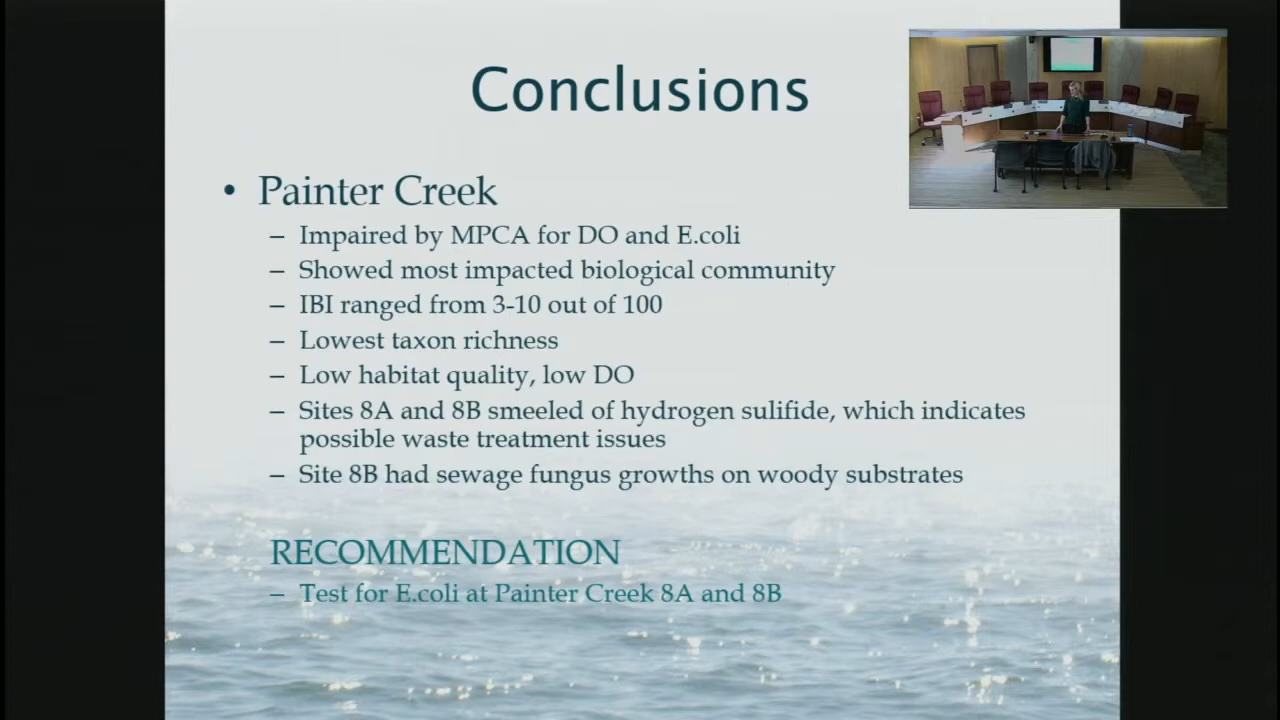 Conclusions
• Painter Creek
– Impaired by MPCA for DO and E.coli
– Showed most impacted biological community
– IBI ranged from 3-10 out of 100
– Lowest taxon richness
– Low habitat quality, low DO
– Sites 8A and 8B smeeled of hydrogen sulifide, which indicates
possible waste treatment issues
– Site 8B had sewage fungus growths on woody substrates
RECOMMENDATION
– Test for E.coli at Painter Creek 8A and 8B